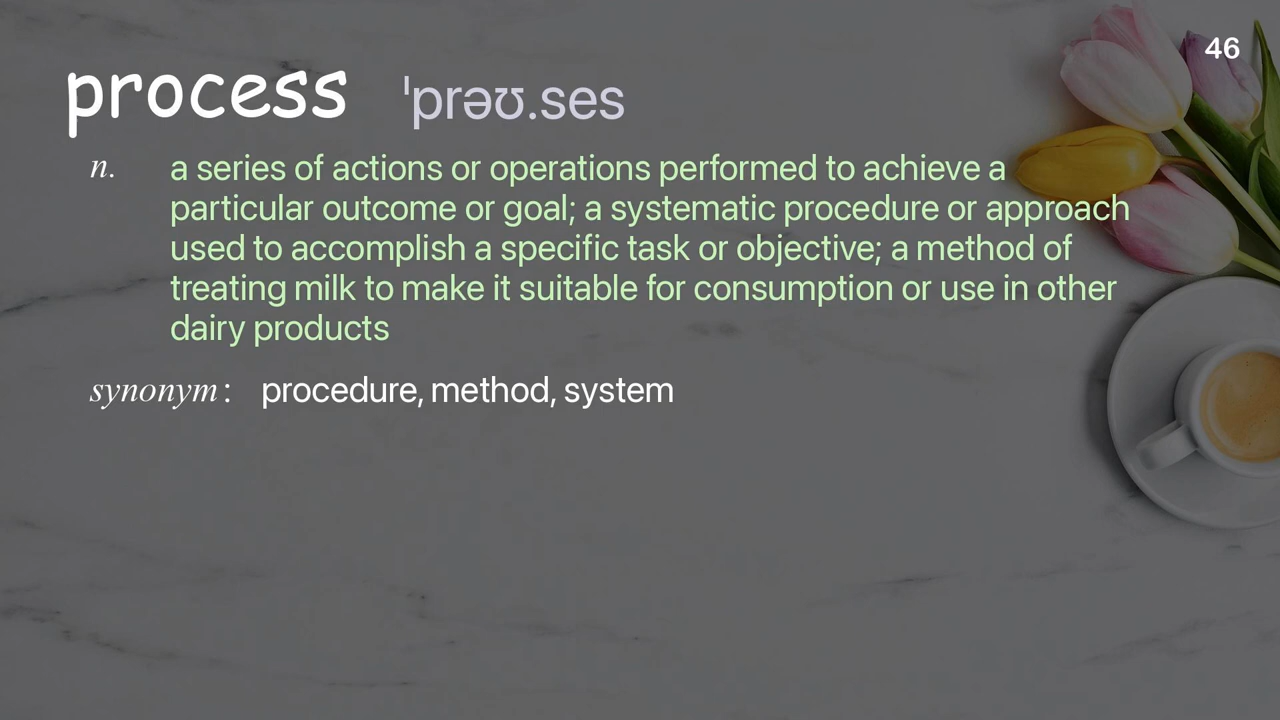 46
process ˈprəʊ.ses
n. a series of actions or operations performed to achieve a
particular outcome or goal; a systematic procedure or approach
used to accomplish a specific task or objective; a method of
treating milk to make it suitable for consumption or use in other
dairy products
synonym: procedure, method, system